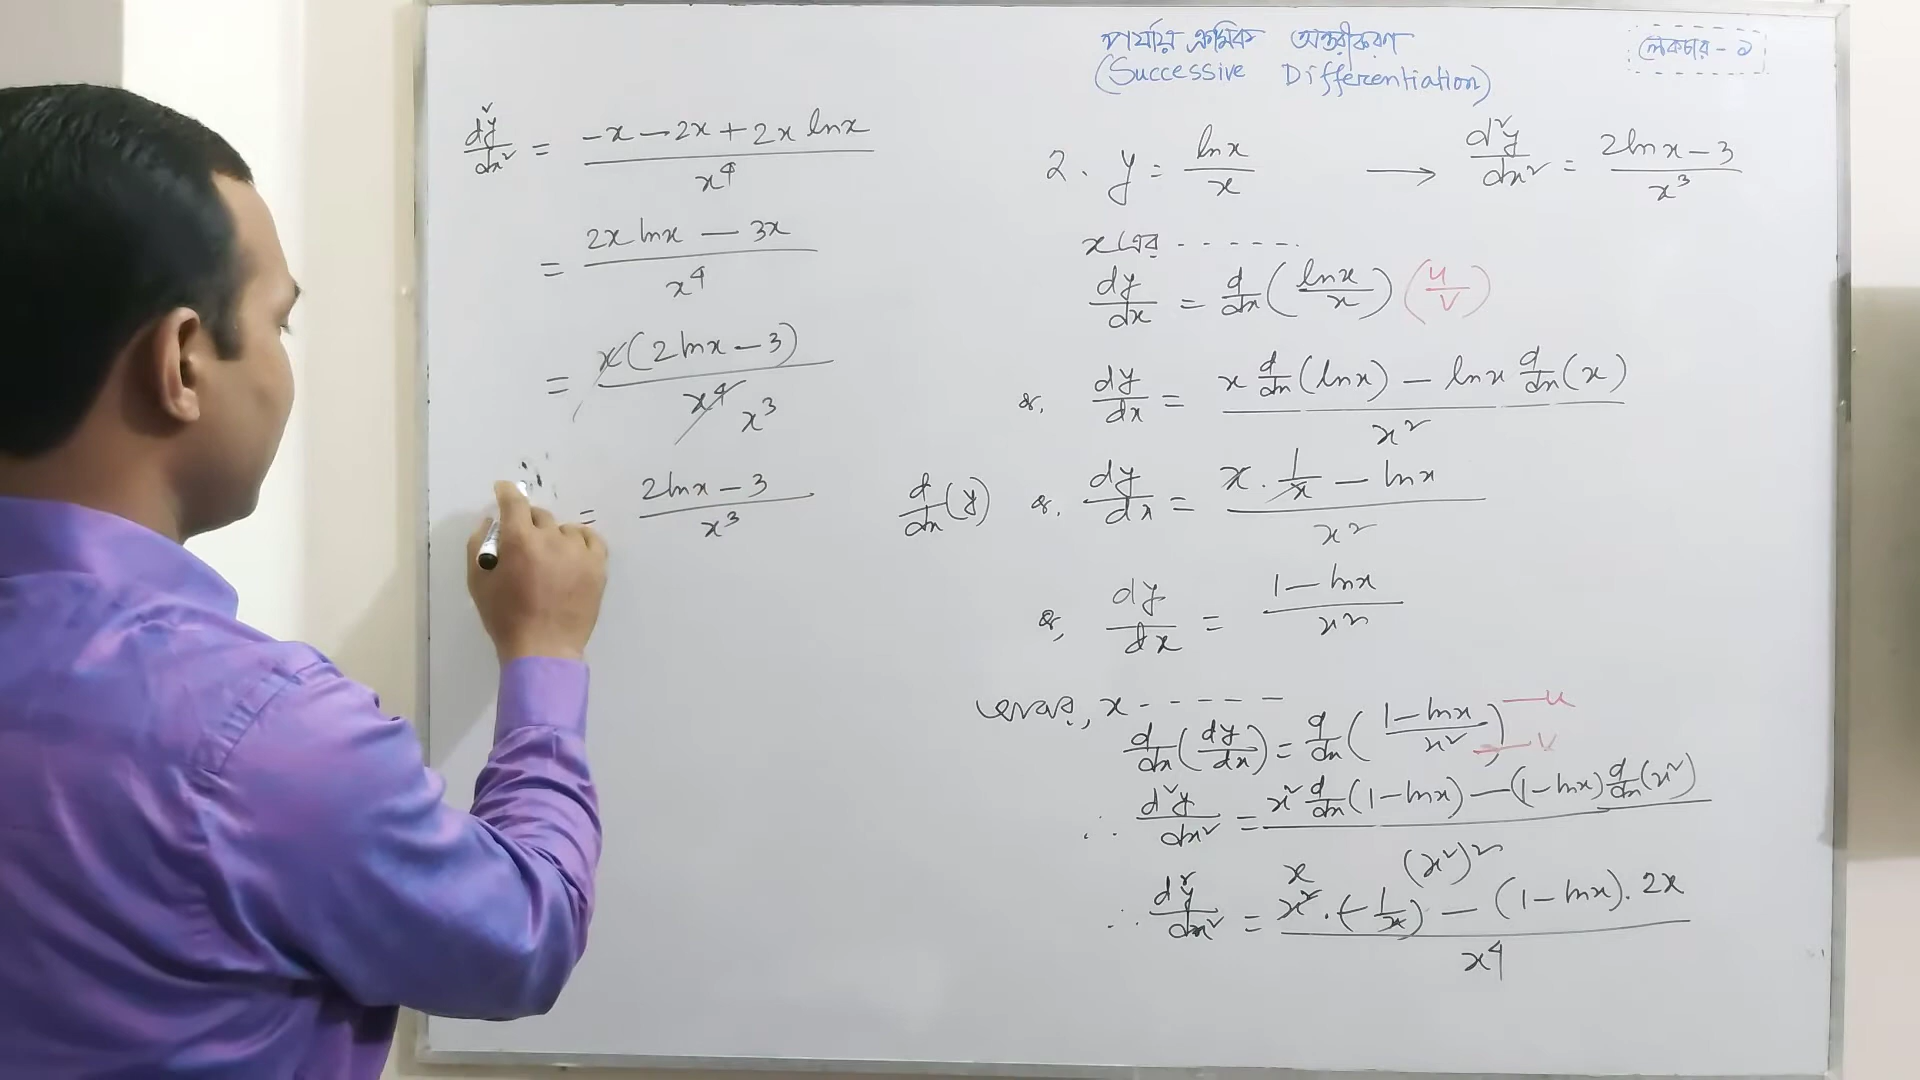 পর্যায়ক্রমিক অন্তরীকরণ
(Successive Differentiation)
লেকচার - ১
2. y = lnx/x → d²y/dx² = (2lnx - 3)/x³
x এর - - - - -
dy/dx = d/dx (lnx/x) (u/v)
or, dy/dx = (x d/dx (lnx) - lnx d/dx (x))/x²
d/dx (y) or, dy/dx = (x . 1/x - lnx)/x²
or, dy/dx = (1 - lnx)/x²
আবার, x - - - - -
d/dx (dy/dx) = d/dx ((1 - lnx)/x²) u v
∴ d²y/dx² = (x² d/dx (1 - lnx) - (1 - lnx) d/dx (x²))/(x²)²
∴ d²y/dx² = (x² . (-1/x) - (1 - lnx) . 2x)/x⁴ x
d²y/dx² = (-x - 2x + 2x lnx)/x⁴
= (2x lnx - 3x)/x⁴
= x(2lnx - 3)/x⁴ x³
= (2lnx - 3)/x³